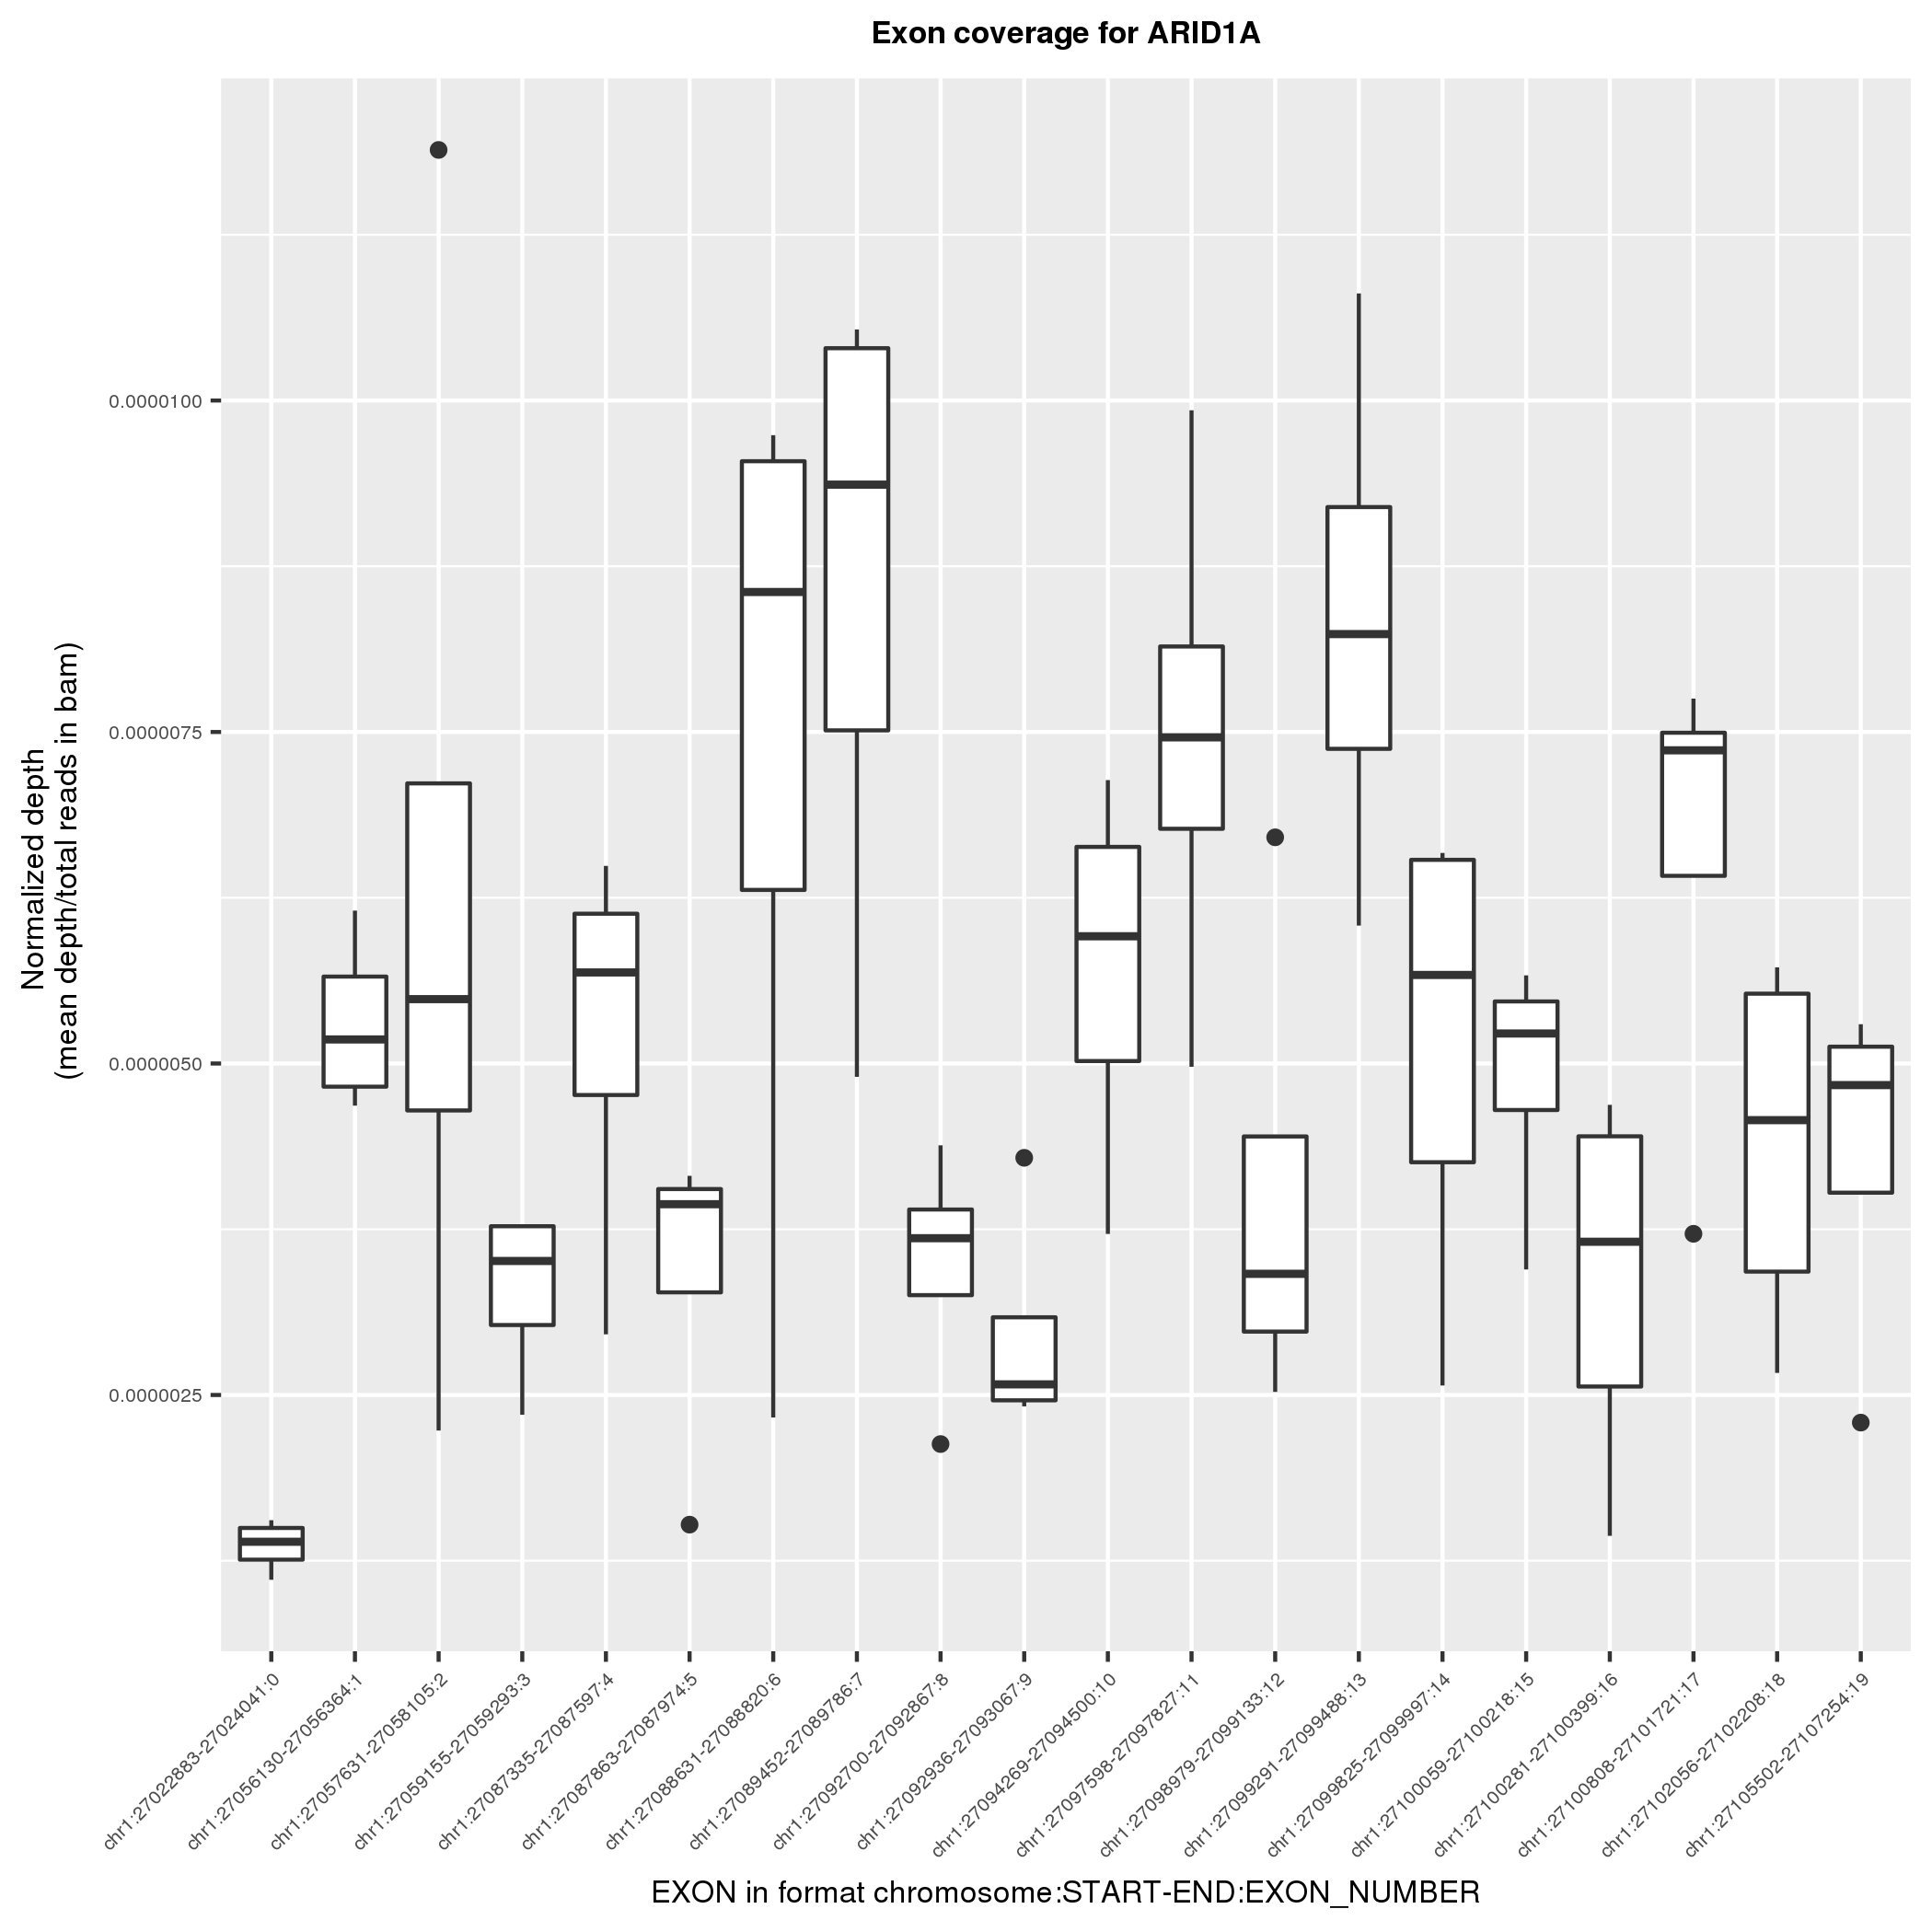 Exon coverage for ARID1A
Normalized depth
(mean depth/total reads in bam)
0.0000100
0.0000075
0.0000050
0.0000025
chr1:27022883-27024041:0
chr1:27056130-27056364:1
chr1:27057631-27058105:2
chr1:27059155-27059293:3
chr1:27087335-27087597:4
chr1:27087863-27087974:5
chr1:27088631-27088820:6
chr1:27089452-27089786:7
chr1:27092700-27092867:8
chr1:27092936-27093067:9
chr1:27094269-27094500:10
chr1:27097598-27097827:11
chr1:27098979-27099133:12
chr1:27099291-27099488:13
chr1:27099825-27099997:14
chr1:27100059-27100218:15
chr1:27100281-27100399:16
chr1:27100808-27101721:17
chr1:27102056-27102208:18
chr1:27105502-27107254:19
EXON in format chromosome:START-END:EXON_NUMBER